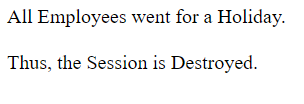 All Employees went for a Holiday.
Thus, the Session is Destroyed.